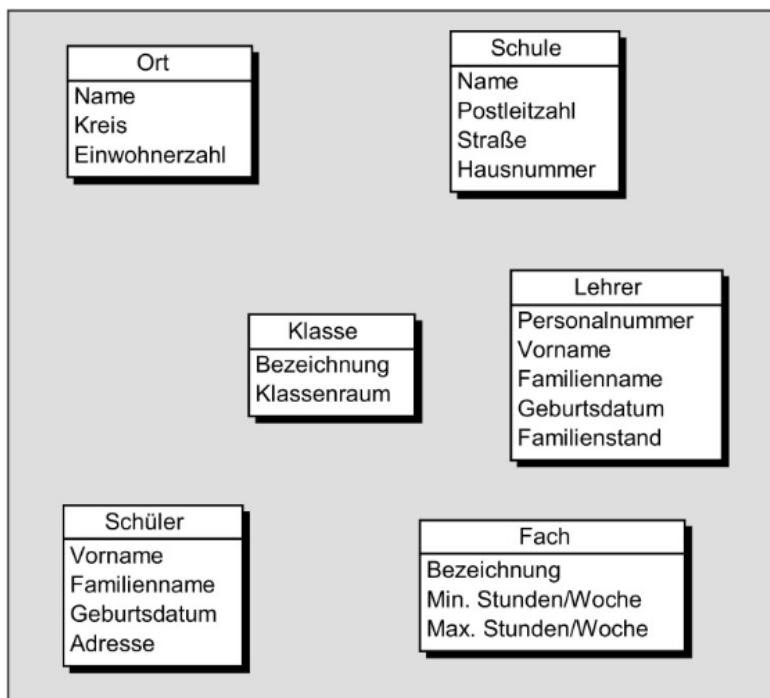 Ort
Name
Kreis
Einwohnerzahl
Schule
Name
Postleitzahl
Straße
Hausnummer
Klasse
Bezeichnung
Klassenraum
Lehrer
Personalnummer
Vorname
Familienname
Geburtsdatum
Familienstand
Schüler
Vorname
Familienname
Geburtsdatum
Adresse
Fach
Bezeichnung
Min. Stunden/Woche
Max. Stunden/Woche